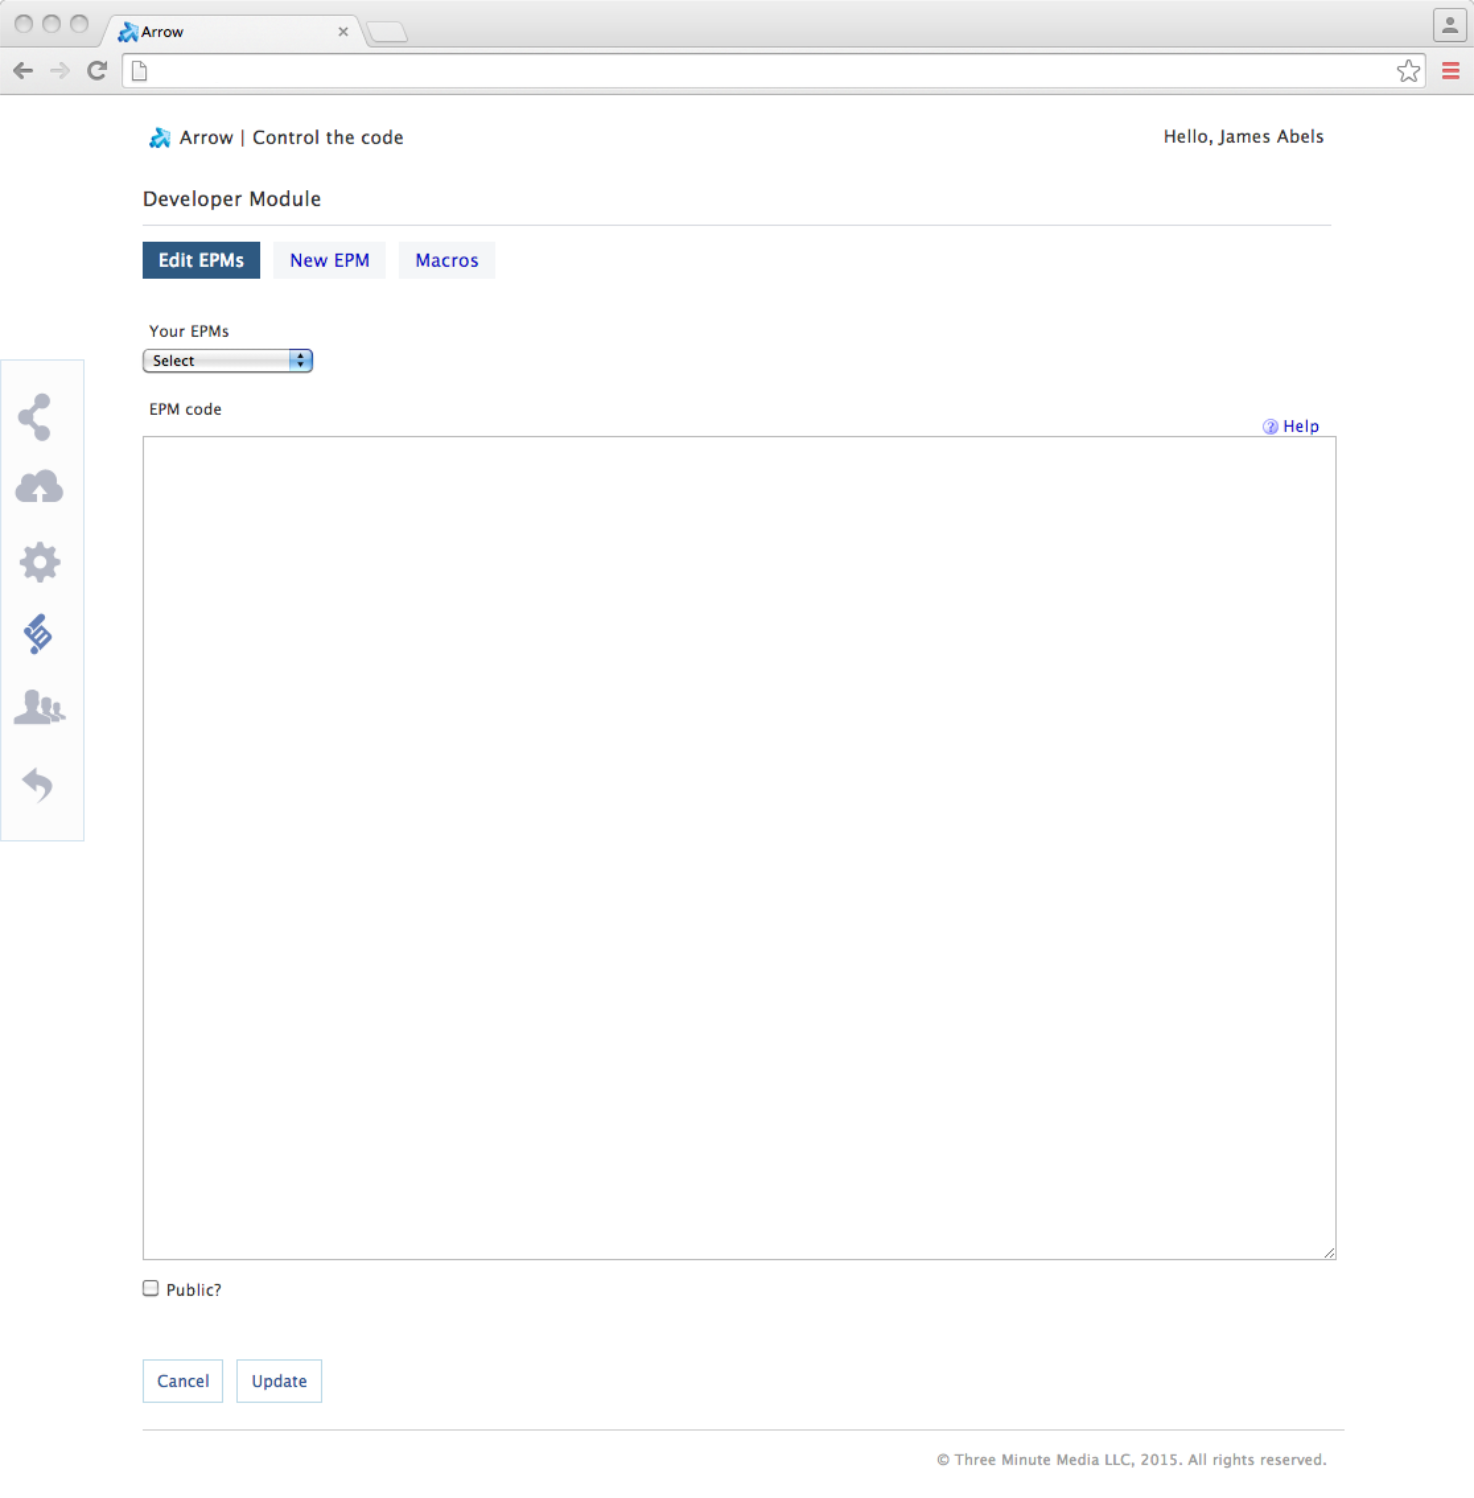 Arrow
Arrow | Control the code
Hello, James Abels
Developer Module
Edit EPMs
New EPM
Macros
Your EPMs
Select
EPM code
Help
Public?
Cancel
Update
© Three Minute Media LLC, 2015. All rights reserved.